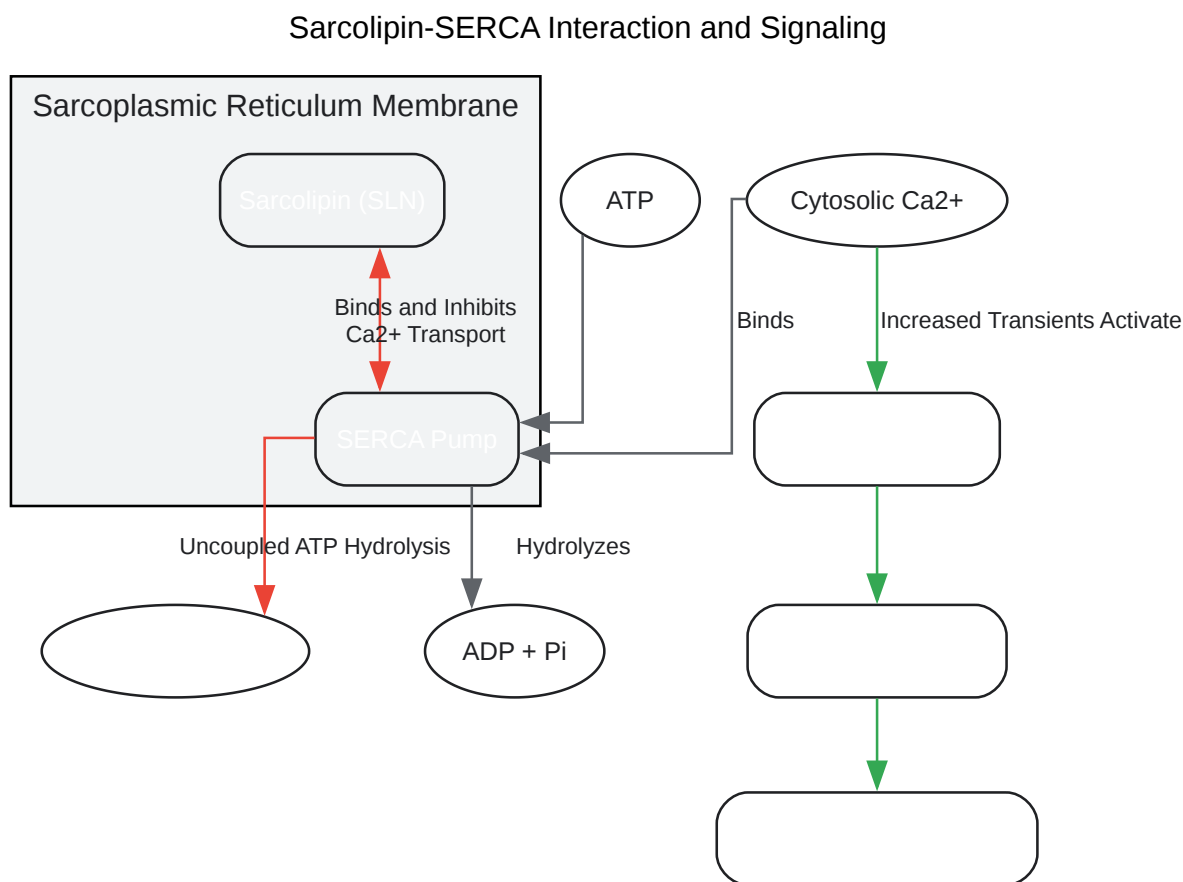 Sarcolipin-SERCA Interaction and Signaling
Sarcoplasmic Reticulum Membrane
Sarcolipin (SLN)
ATP
Cytosolic Ca2+
Binds and Inhibits
Ca2+ Transport
Binds
Increased Transients Activate
SERCA Pump
Uncoupled ATP Hydrolysis
Hydrolyzes
ADP + Pi